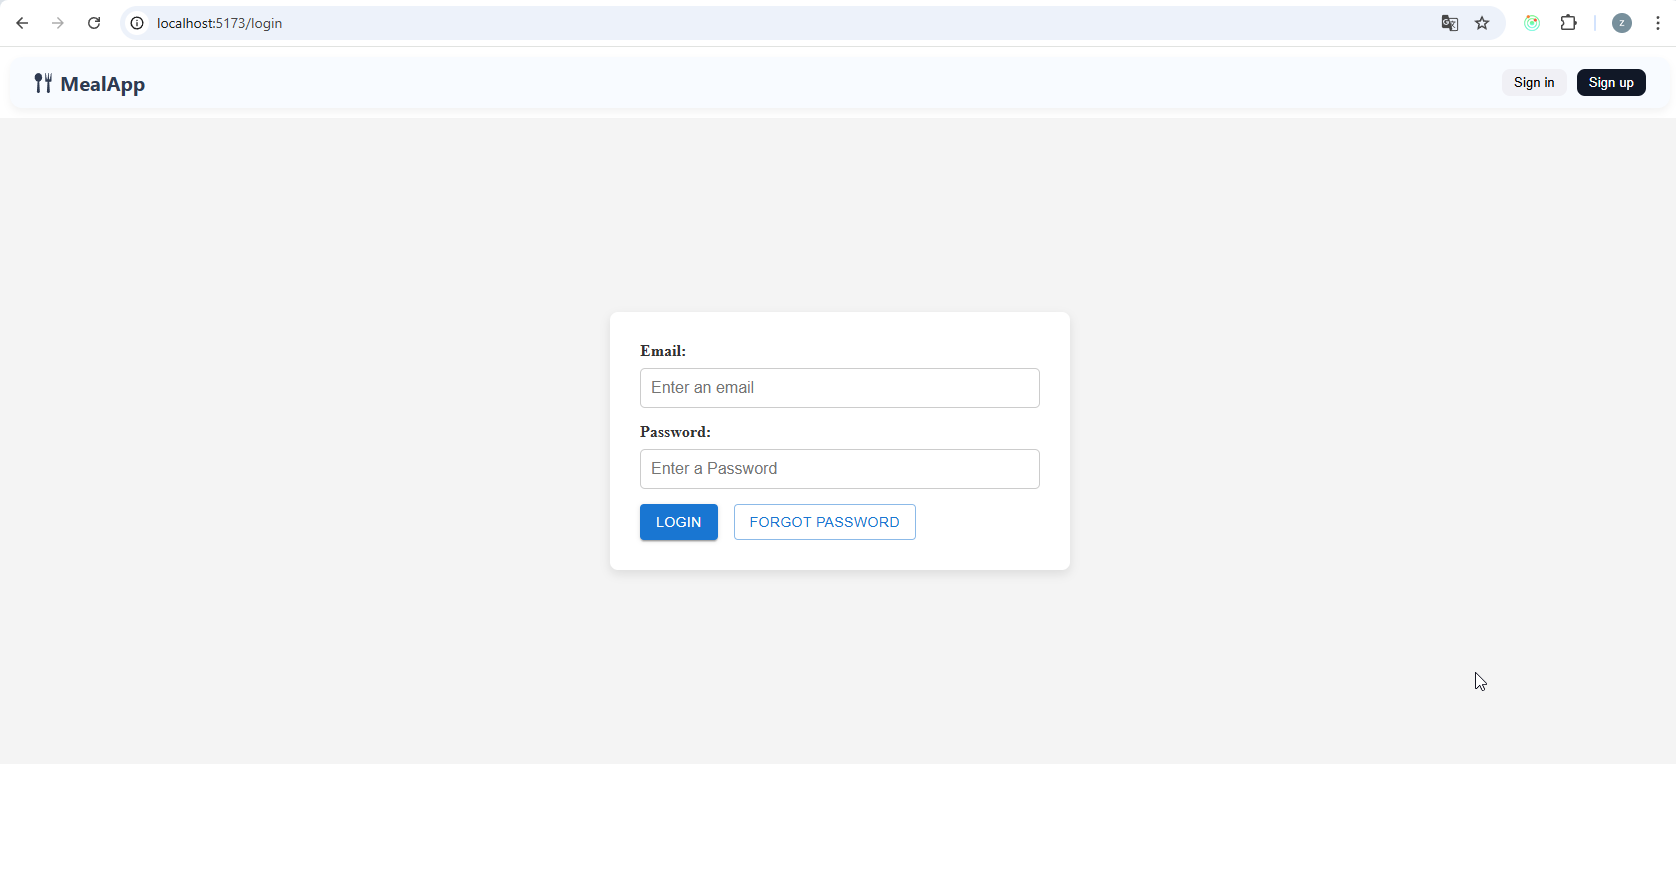 localhost:5173/login
z
MealApp
Sign in
Sign up
Email:
Enter an email
Password:
Enter a Password
LOGIN
FORGOT PASSWORD